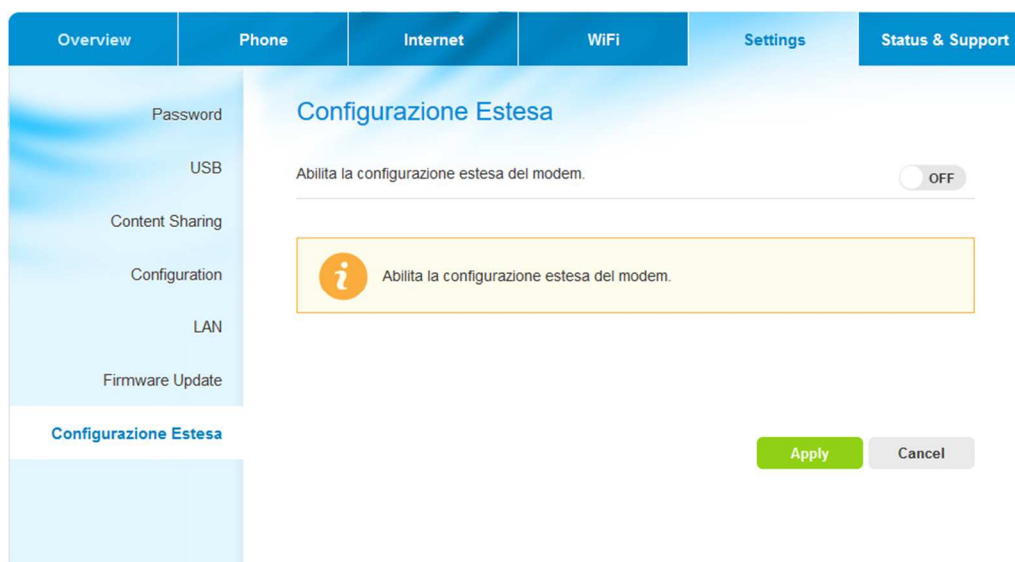 Overview
Phone
Internet
WiFi
Settings
Status & Support
Password
USB
Content Sharing
Configuration
LAN
Firmware Update
Configurazione Estesa
Configurazione Estesa
Abilita la configurazione estesa del modem.
OFF
Abilita la configurazione estesa del modem.
Apply
Cancel